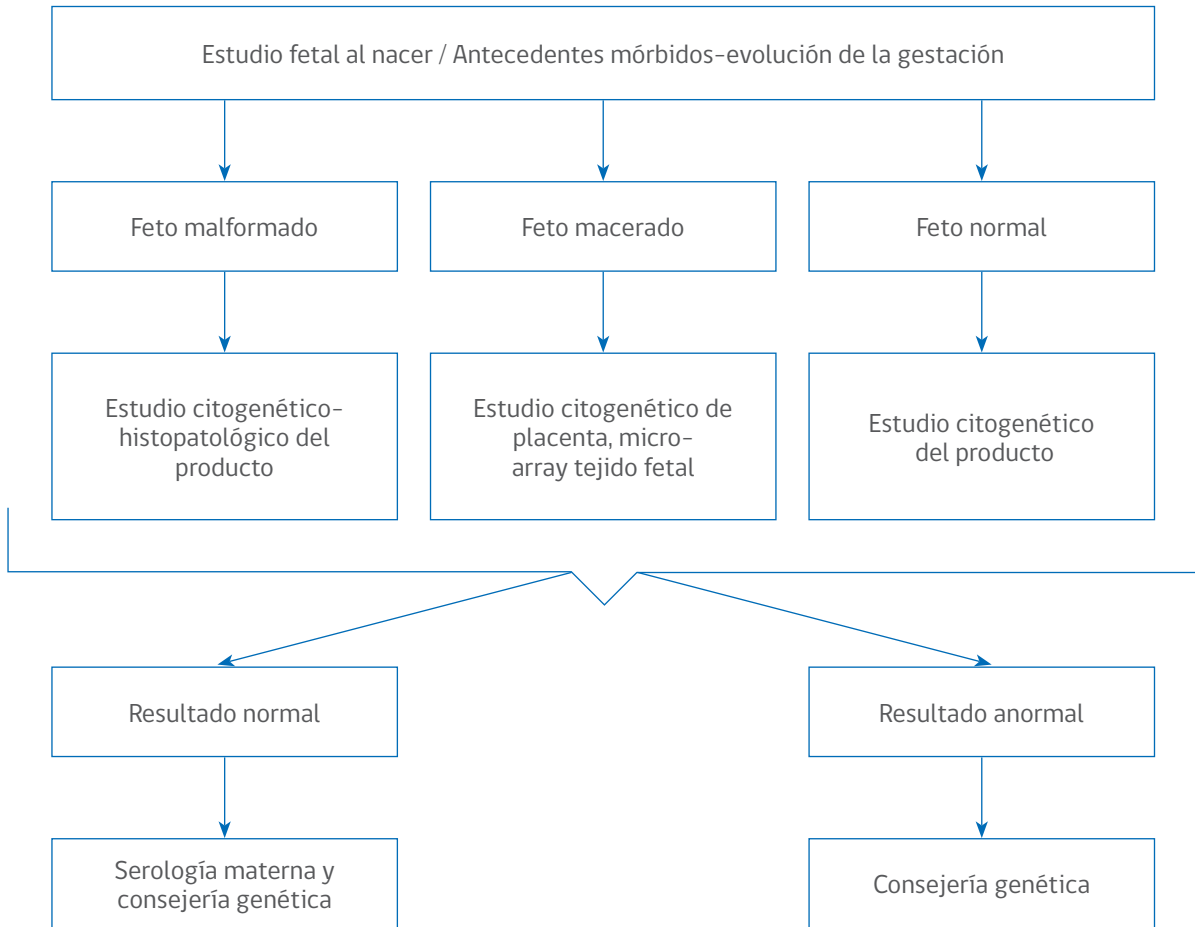 Estudio fetal al nacer / Antecedentes mórbidos-evolución de la gestación
Feto malformado
Feto macerado
Feto normal
Estudio citogenético-
histopatológico del
producto
Estudio citogenético de
placenta, micro-
array tejido fetal
Estudio citogenético
del producto
Resultado normal
Resultado anormal
Serología materna y
consejería genética
Consejería genética